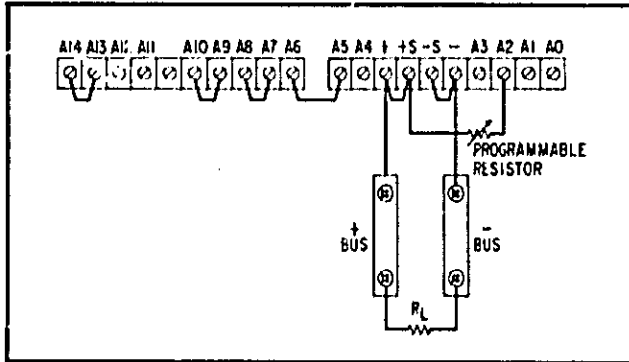 A14 A13 A12 A11 A10 A9 A8 A7 A6 A5 A4 + +S -S - A3 A2 A1 A0
PROGRAMMABLE
RESISTOR
+
BUS
-
BUS
RL